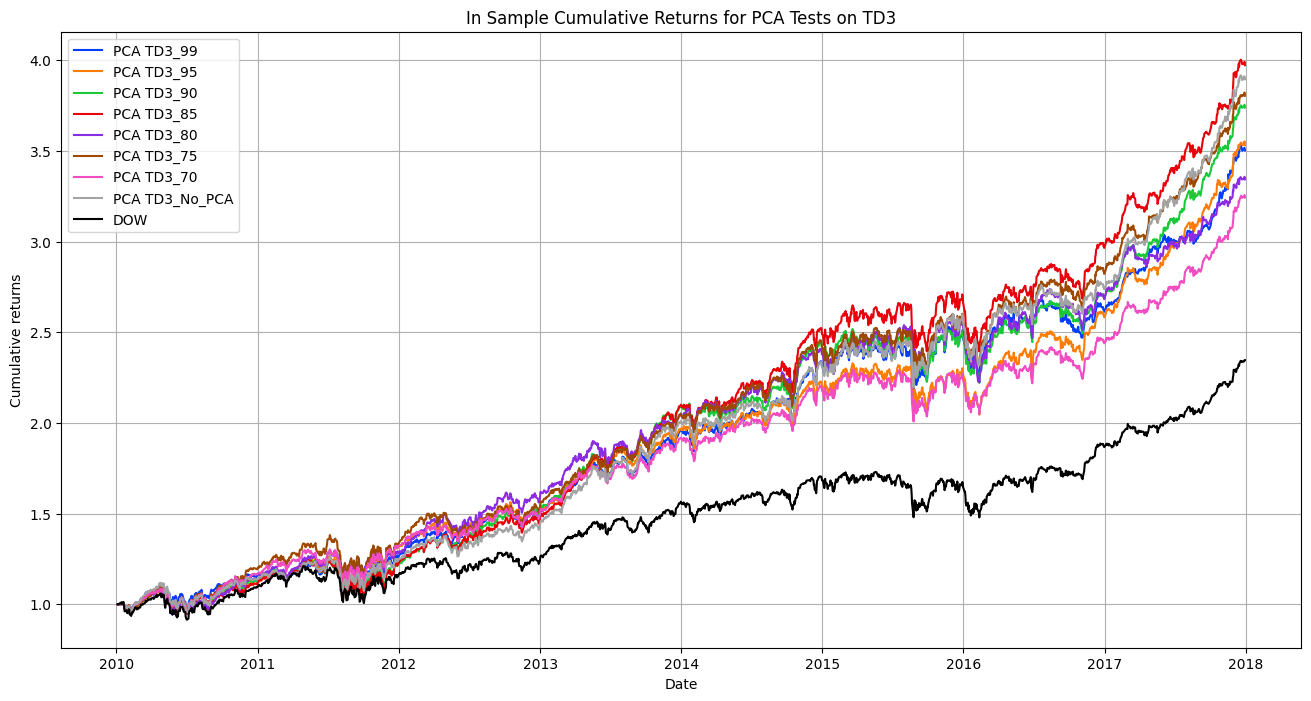 In Sample Cumulative Returns for PCA Tests on TD3
PCA TD3_99
PCA TD3_95
PCA TD3_90
PCA TD3_85
PCA TD3_80
PCA TD3_75
PCA TD3_70
PCA TD3_No_PCA
DOW
Cumulative returns
4.0
3.5
3.0
2.5
2.0
1.5
1.0
2010 2011 2012 2013 2014 2015 2016 2017 2018
Date